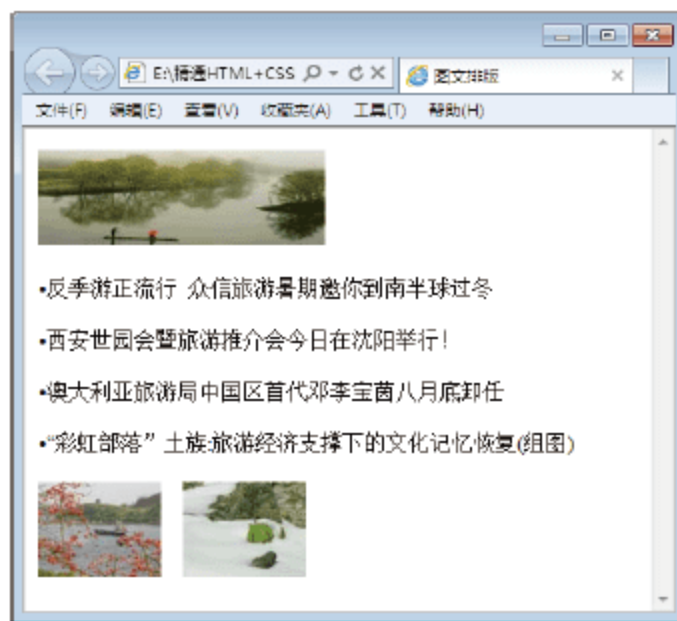 E:\精通HTML+CSS
图文排版
文件(F) 编辑(E) 查看(V) 收藏夹(A) 工具(T) 帮助(H)
•反季游正流行 众信旅游暑期邀你到南半球过冬
•西安世园会暨旅游推介会今日在沈阳举行！
•澳大利亚旅游局中国区首代邓李宝茵八月底卸任
•“彩虹部落”土族:旅游经济支撑下的文化记忆恢复(组图)